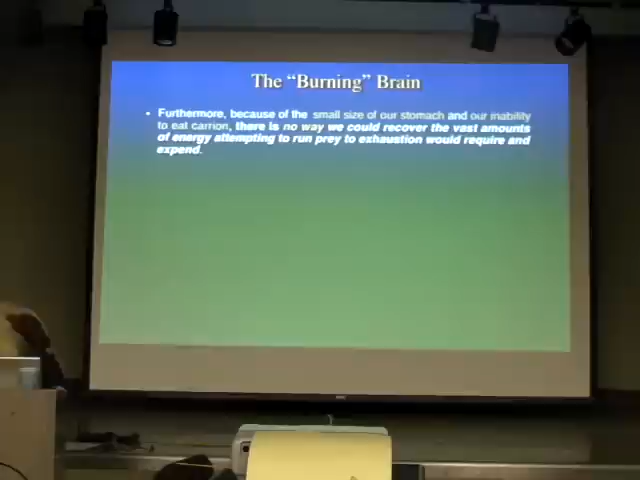 The "Burning" Brain
• Furthermore, because of the small size of our stomach and our inability
to eat carrion, there is no way we could recover the vast amounts
of energy attempting to run prey to exhaustion would require and
expend.